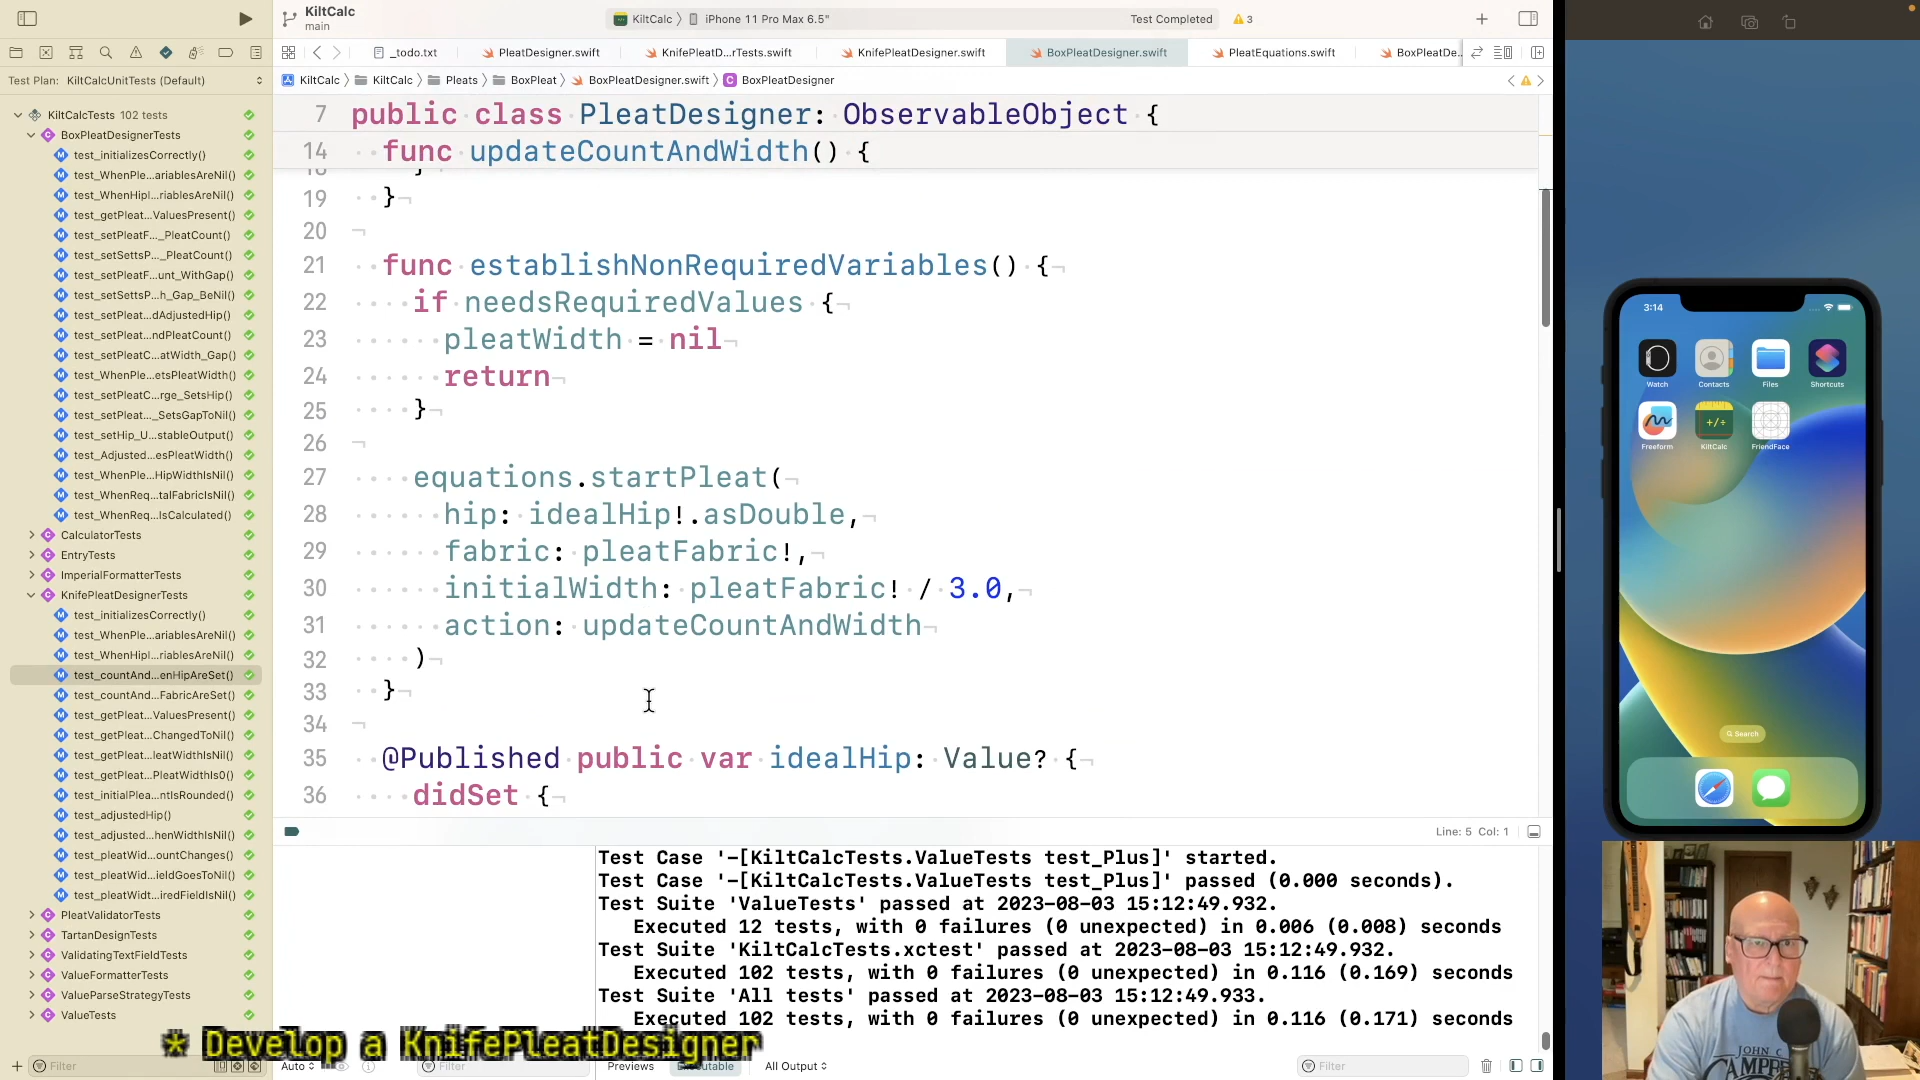 KiltCalc
main
KiltCalc
iPhone 11 Pro Max 6.5"
Test Completed
3
_todo.txt
PleatDesigner.swift
KnifePleatD...rTests.swift
KnifePleatDesigner.swift
BoxPleatDesigner.swift
PleatEquations.swift
BoxPleatDe...
Test Plan: KiltCalcUnitTests (Default)
KiltCalc
KiltCalc
Pleats
BoxPleat
BoxPleatDesigner.swift
BoxPleatDesigner
KiltCalcTests 102 tests
BoxPleatDesignerTests
test_initializesCorrectly()
test_WhenPle...ariablesAreNil()
test_WhenHipl...riablesAreNil()
test_getPleat...ValuesPresent()
test_setPleatF..._PleatCount()
test_setSettsP..._PleatCount()
test_setPleatF...unt_WithGap()
test_setSettsP...h_Gap_BeNil()
test_setPleat...dAdjustedHip()
test_setPleat...ndPleatCount()
test_setPleatC...atWidth_Gap()
test_WhenPle...etsPleatWidth()
test_setPleatC...rge_SetsHip()
test_setPleat..._SetsGapToNil()
test_setHip_U...stableOutput()
test_Adjusted...esPleatWidth()
test_WhenPle...HipWidthIsNil()
test_WhenReq...talFabricIsNil()
test_WhenReq...IsCalculated()
CalculatorTests
EntryTests
ImperialFormatterTests
KnifePleatDesignerTests
test_initializesCorrectly()
test_WhenPle...ariablesAreNil()
test_WhenHipl...riablesAreNil()
test_countAnd...enHipAreSet()
test_countAnd...FabricAreSet()
test_getPleat...ValuesPresent()
test_getPleat...ChangedToNil()
test_getPleat...leatWidthIsNil()
test_getPleat...PleatWidthIs0()
test_initialPlea...ntIsRounded()
test_adjustedHip()
test_adjusted...henWidthIsNil()
test_pleatWid...ountChanges()
test_pleatWid...ieldGoesToNil()
test_pleatWidt...iredFieldIsNil()
PleatValidatorTests
TartanDesignTests
ValidatingTextFieldTests
ValueFormatterTests
ValueParseStrategyTests
ValueTests
Filter
7 public class PleatDesigner: ObservableObject {
14 func updateCountAndWidth() {
18 }
19 }
20
21 func establishNonRequiredVariables() {
22 if needsRequiredValues {
23 pleatWidth = nil
24 return
25 }
26
27 equations.startPleat(
28 hip: idealHip!.asDouble,
29 fabric: pleatFabric!,
30 initialWidth: pleatFabric! / 3.0,
31 action: updateCountAndWidth
32 )
33 }
34
35 @Published public var idealHip: Value? {
36 didSet {
Line: 5 Col: 1
Test Case '-[KiltCalcTests.ValueTests test_Plus]' started.
Test Case '-[KiltCalcTests.ValueTests test_Plus]' passed (0.000 seconds).
Test Suite 'ValueTests' passed at 2023-08-03 15:12:49.932.
Executed 12 tests, with 0 failures (0 unexpected) in 0.006 (0.008) seconds
Test Suite 'KiltCalcTests.xctest' passed at 2023-08-03 15:12:49.932.
Executed 102 tests, with 0 failures (0 unexpected) in 0.116 (0.169) seconds
Test Suite 'All tests' passed at 2023-08-03 15:12:49.933.
Executed 102 tests, with 0 failures (0 unexpected) in 0.116 (0.171) seconds
* Develop a KnifePleatDesigner
Auto
Filter
Previews
Executable
All Output
Filter
3:14
Watch
Contacts
Files
Shortcuts
Freeform
+/÷
KiltCalc
FriendFace
Search
JOHN C
CAMP